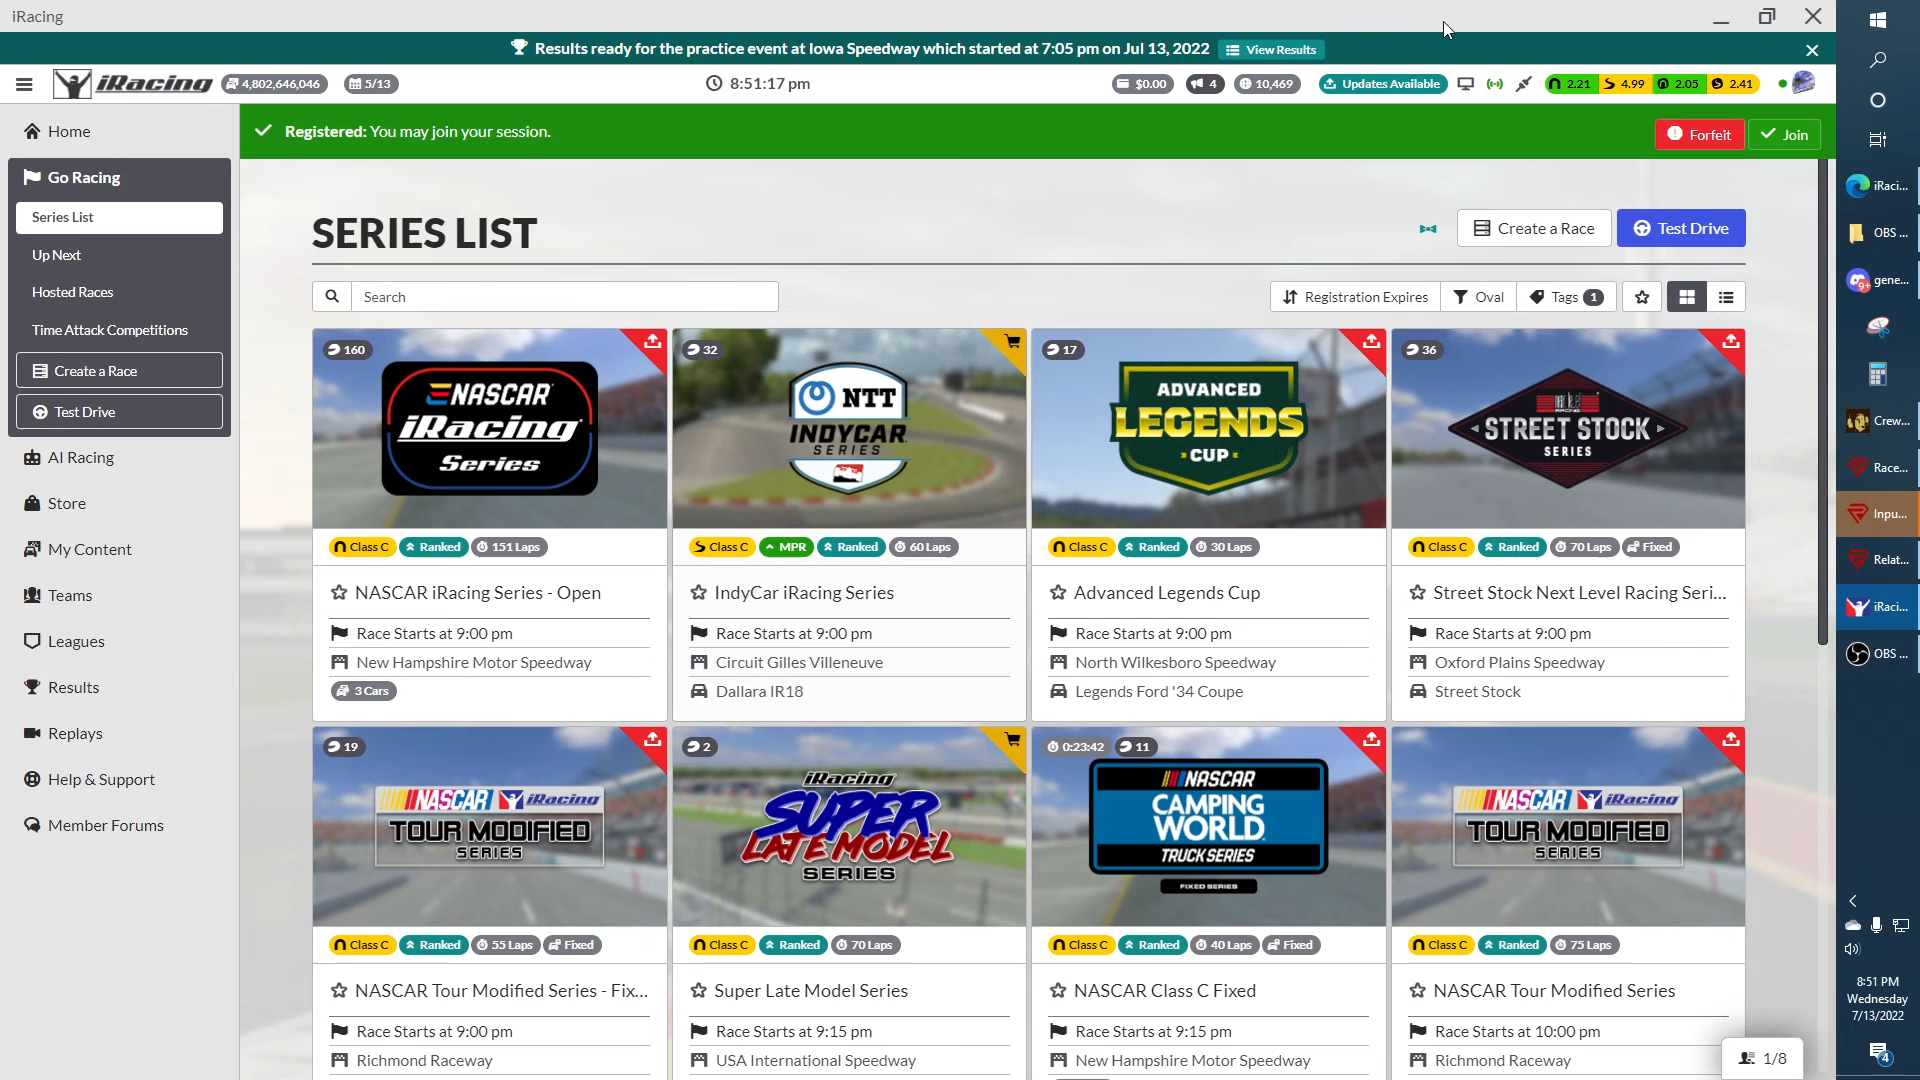 iRacing
Results ready for the practice event at Iowa Speedway which started at 7:05 pm on Jul 13, 2022 View Results
iRacing 4,802,646,046 5/13 8:51:17 pm $0.00 4 10,469 Updates Available 2.21 4.99 2.05 2.41
Registered: You may join your session. Forfeit Join
Home
Go Racing
Series List
Up Next
Hosted Races
Time Attack Competitions
Create a Race
Test Drive
AI Racing
Store
My Content
Teams
Leagues
Results
Replays
Help & Support
Member Forums
SERIES LIST
Create a Race Test Drive
Search
Registration Expires Oval Tags 1
160
NASCAR
iRacing
Series
Class C Ranked 151 Laps
NASCAR iRacing Series - Open
Race Starts at 9:00 pm
New Hampshire Motor Speedway
3 Cars
32
NTT
INDYCAR
SERIES
Class C MPR Ranked 60 Laps
IndyCar iRacing Series
Race Starts at 9:00 pm
Circuit Gilles Villeneuve
Dallara IR18
17
ADVANCED
LEGENDS
CUP
Class C Ranked 30 Laps
Advanced Legends Cup
Race Starts at 9:00 pm
North Wilkesboro Speedway
Legends Ford '34 Coupe
36
STREET STOCK
SERIES
Class C Ranked 70 Laps Fixed
Street Stock Next Level Racing Seri...
Race Starts at 9:00 pm
Oxford Plains Speedway
Street Stock
19
NASCAR iRacing
TOUR MODIFIED
SERIES
Class C Ranked 55 Laps Fixed
NASCAR Tour Modified Series - Fix...
Race Starts at 9:00 pm
Richmond Raceway
2
iRacing
SUPER
LATE MODEL
SERIES
Class C Ranked 70 Laps
Super Late Model Series
Race Starts at 9:15 pm
USA International Speedway
0:23:42 11
NASCAR
CAMPING
WORLD
TRUCK SERIES
FIXED SERIES
Class C Ranked 40 Laps Fixed
NASCAR Class C Fixed
Race Starts at 9:15 pm
New Hampshire Motor Speedway
NASCAR iRacing
TOUR MODIFIED
SERIES
Class C Ranked 75 Laps
NASCAR Tour Modified Series
Race Starts at 10:00 pm
Richmond Raceway
1/8
iRaci...
OBS ...
9+ gene...
Crew...
Race...
Inpu...
Relat...
iRaci...
OBS ...
8:51 PM
Wednesday
7/13/2022
4